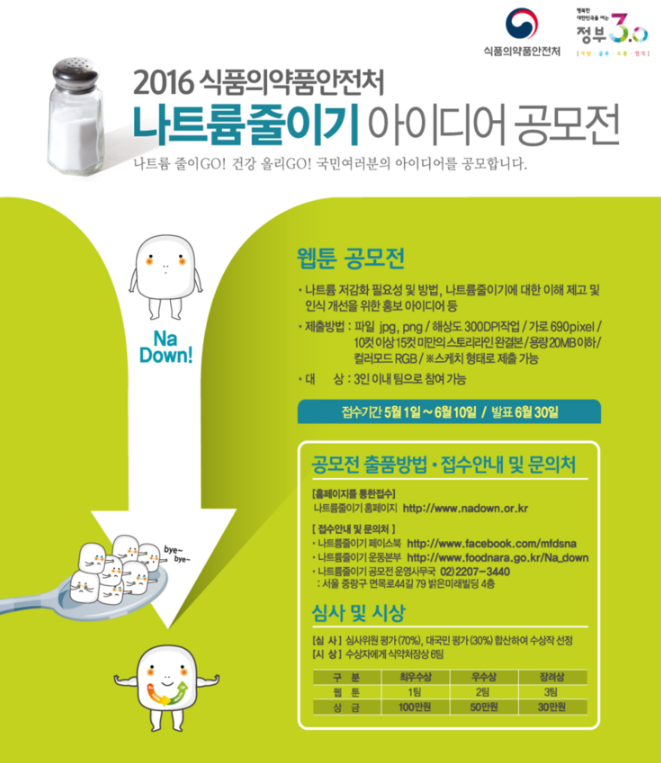 식품의약품안전처
행복한
대한민국을 여는
정부3.0
2016 식품의약품안전처
나트륨줄이기 아이디어 공모전
나트륨 줄이GO! 건강 올리GO! 국민여러분의 아이디어를 공모합니다.
Na
Down!
bye~
bye~
웹툰 공모전
· 나트륨 저감화 필요성 및 방법, 나트륨줄이기에 대한 이해 제고 및
인식 개선을 위한 홍보 아이디어 등
· 제출방법 : 파일 jpg, png / 해상도 300DPI작업 / 가로 690pixel /
10컷 이상 15컷 미만의 스토리라인 완결본 / 용량 20MB 이하 /
컬러모드 RGB / ※스케치 형태로 제출 가능
· 대 상 : 3인 이내 팀으로 참여 가능
접수기간 5월 1일 ~ 6월 10일 / 발표 6월 30일
공모전 출품방법 · 접수안내 및 문의처
[홈페이지를 통한접수]
나트륨줄이기 홈페이지 http://www.nadown.or.kr
[ 접수안내 및 문의처 ]
· 나트륨줄이기 페이스북 http://www.facebook.com/mfdsna
· 나트륨줄이기 운동본부 http://www.foodnara.go.kr/Na_down
· 나트륨줄이기 공모전 운영사무국 02)2207-3440
: 서울 중랑구 면목로44길 79 밝은미래빌딩 4층
심사 및 시상
[심 사] 심사위원 평가(70%), 대국민 평가(30%) 합산하여 수상작 선정
[시 상] 수상자에게 식약처장상 6팀
구 분 최우수상 우수상 장려상
웹 툰 1팀 2팀 3팀
상 금 100만원 50만원 30만원